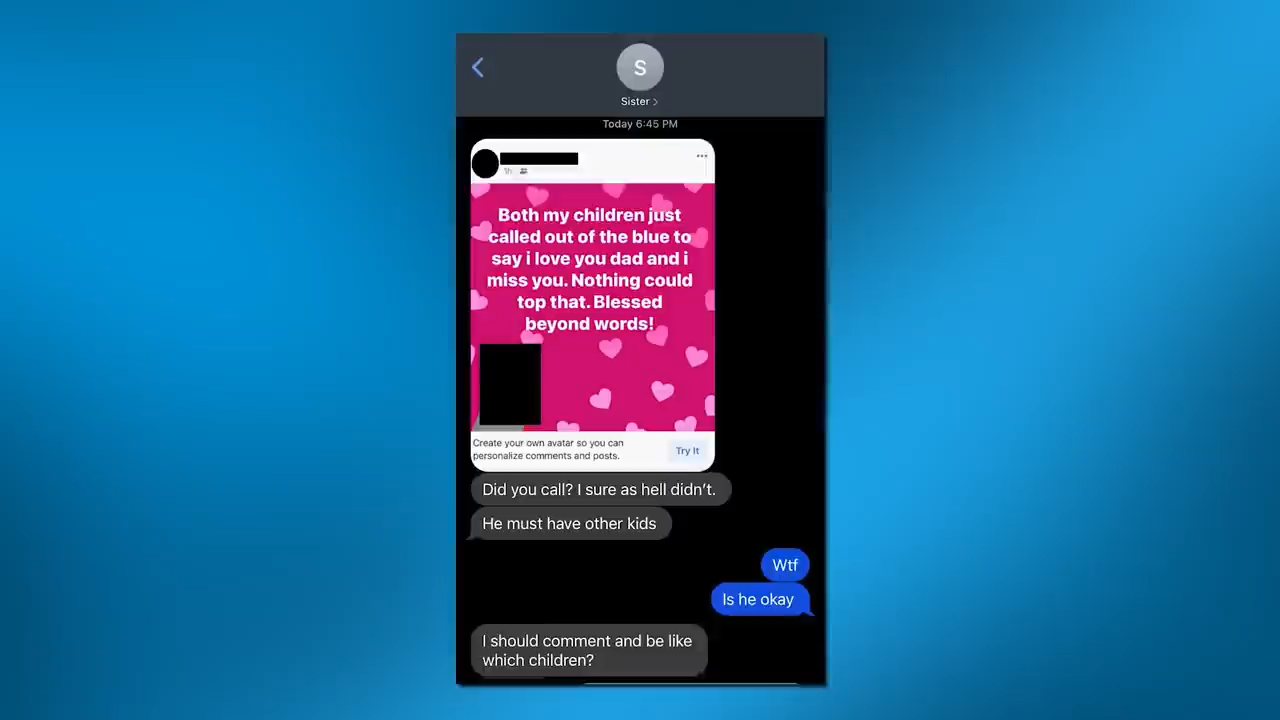 S
Sister
Today 6:45 PM
1h
Both my children just
called out of the blue to
say i love you dad and i
miss you. Nothing could
top that. Blessed
beyond words!
Create your own avatar so you can
personalize comments and posts.
Try It
Did you call? I sure as hell didn't.
He must have other kids
Wtf
Is he okay
I should comment and be like
which children?